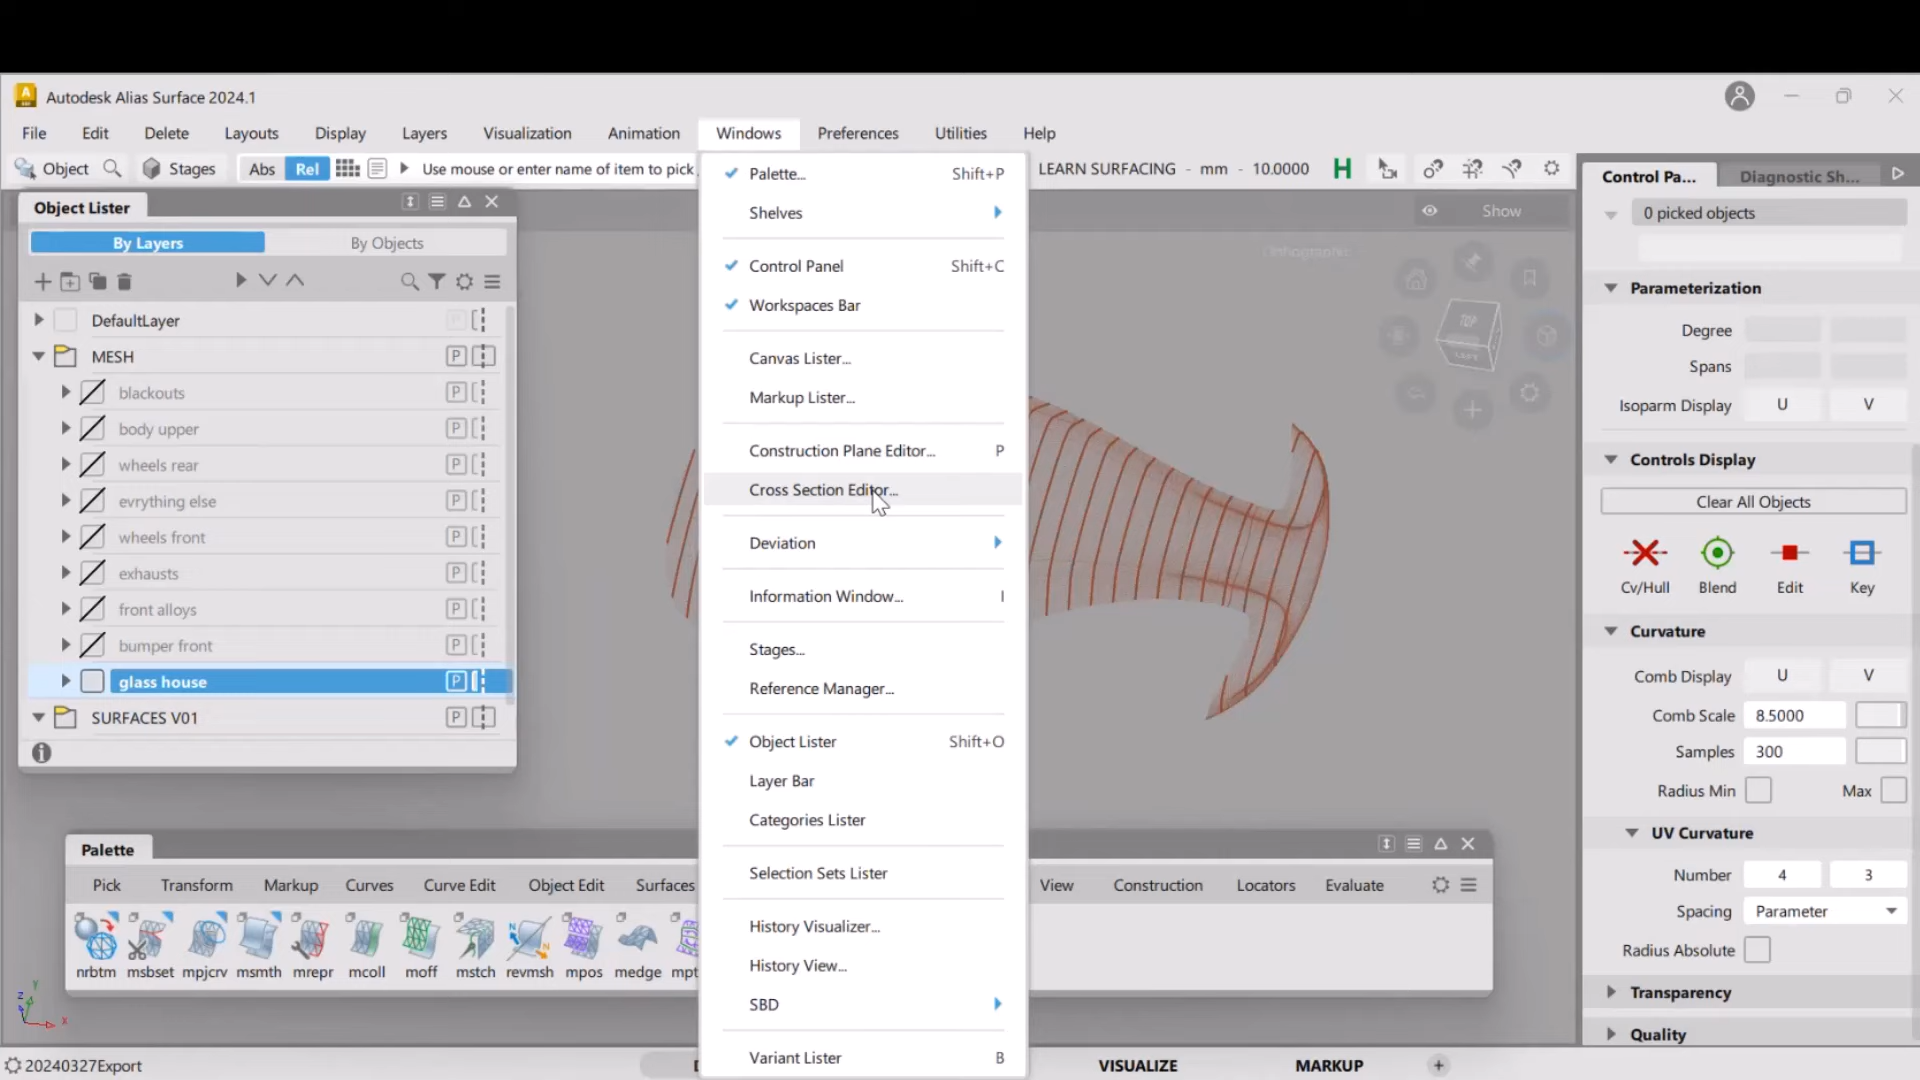 Autodesk Alias Surface 2024.1
File Edit Delete Layouts Display Layers Visualization Animation Windows Preferences Utilities Help
Object Stages Abs Rel Use mouse or enter name of item to pick
LEARN SURFACING - mm - 10.0000
Object Lister
By Layers By Objects
DefaultLayer P
MESH P
blackouts P
body upper P
wheels rear P
evrything else P
wheels front P
exhausts P
front alloys P
bumper front P
glass house P
SURFACES V01 P
Palette... Shift+P
Shelves
Control Panel Shift+C
Workspaces Bar
Canvas Lister...
Markup Lister...
Construction Plane Editor... P
Cross Section Editor...
Deviation
Information Window... I
Stages...
Reference Manager...
Object Lister Shift+O
Layer Bar
Categories Lister
Selection Sets Lister
History Visualizer...
History View...
SBD
Variant Lister B
Show
Orthographic
TOP
LEFT
Control Pa... Diagnostic Sh...
0 picked objects
Parameterization
Degree
Spans
Isoparm Display U V
Controls Display
Clear All Objects
Cv/Hull Blend Edit Key
Curvature
Comb Display U V
Comb Scale 8.5000
Samples 300
Radius Min Max
UV Curvature
Number 4 3
Spacing Parameter
Radius Absolute
Transparency
Quality
Palette
Pick Transform Markup Curves Curve Edit Object Edit Surfaces View Construction Locators Evaluate
nrbtm msbset mpjcrv msmth mrepr mcoll moff mstch revmsh mpos medge mpt
z y x
20240327Export
VISUALIZE MARKUP +